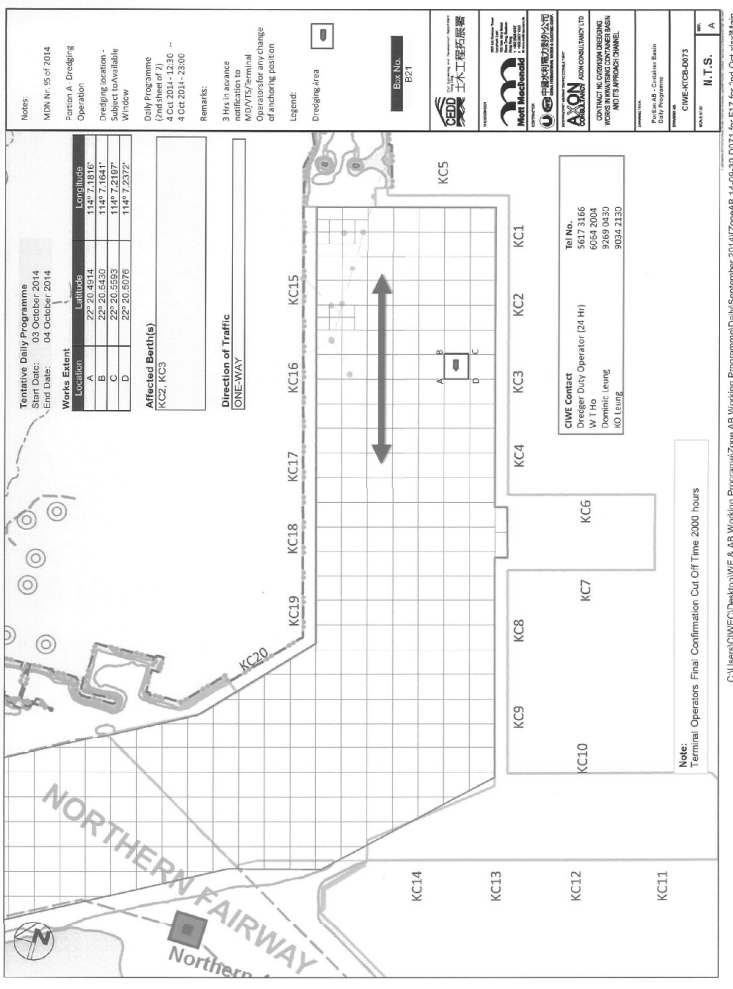 Tentative Daily Programme
Start Date: 03 October 2014
End Date: 04 October 2014
Works Extent
Location Latitude Longitude
A 22° 20.4914 114° 7.1816'
B 22° 20.5430 114° 7.1641'
C 22° 20.5593 114° 7.2197'
D 22° 20.5076 114° 7.2372'
Affected Berth(s)
KC2, KC3
Direction of Traffic
ONE-WAY
Notes:
MDN Nr. 95 of 2014
Portion A Dredging
Operation
Dredging location -
Subject to Available
Window
Daily Programme
(2nd sheet of 2)
4 Oct 2014 - 12:30 --
4 Oct 2014 - 23:00
Remarks:
3 Hrs in advance
notification to
MD/VTS/Terminal
Operators for any change
of anchoring position
Legend:
Dredging Area
Box No.
B21
CEDD 土木工程拓展署
Mott MacDonald
AXON
CONSULTANCY AXON CONSULTANCY LTD
WORKS IN KWAI TSING CONTAINER BASIN
AND ITS APPROACH CHANNEL
Portion AB - Container Basin
Daily Programme
CIWE-KTCB-D073
N.T.S.
A
N
NORTHERN FAIRWAY
Northern
KC20
KC19
KC18
KC17
KC16
KC15
KC5
A
B
C
D
KC14
KC13
KC12
KC11
KC10
KC9
KC8
KC7
KC6
KC4
KC3
KC2
KC1
CIWE Contact Tel No.
Dredger Duty Operator (24 Hr) 5617 3166
W T Ho 6064 2004
Dominic Leung 9269 0430
KO Leung 9034 2130
Note:
Terminal Operators Final Confirmation Cut Off Time 2000 hours